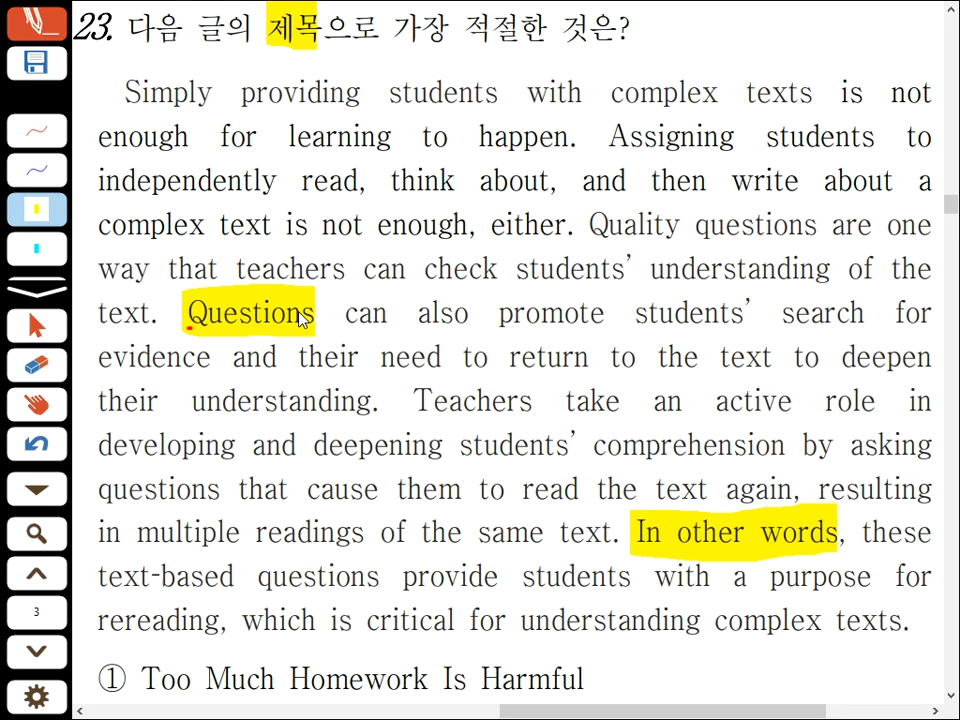 23. 다음 글의 제목으로 가장 적절한 것은?
Simply providing students with complex texts is not
enough for learning to happen. Assigning students to
independently read, think about, and then write about a
complex text is not enough, either. Quality questions are one
way that teachers can check students’ understanding of the
text. Questions can also promote students’ search for
evidence and their need to return to the text to deepen
their understanding. Teachers take an active role in
developing and deepening students’ comprehension by asking
questions that cause them to read the text again, resulting
in multiple readings of the same text. In other words, these
text-based questions provide students with a purpose for
rereading, which is critical for understanding complex texts.
① Too Much Homework Is Harmful
3